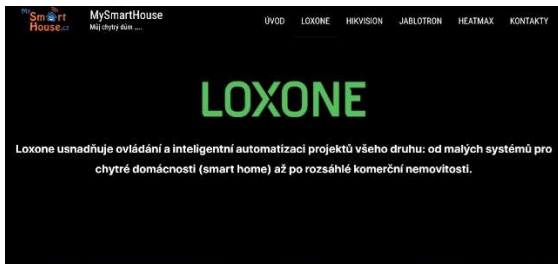 My
Smart
House.cz
MySmartHouse
Můj chytrý dům ....
ÚVOD LOXONE HIKVISION JABLOTRON HEATMAX KONTAKTY
LOXONE
Loxone usnadňuje ovládání a inteligentní automatizaci projektů všeho druhu: od malých systémů pro
chytré domácnosti (smart home) až po rozsáhlé komerční nemovitosti.